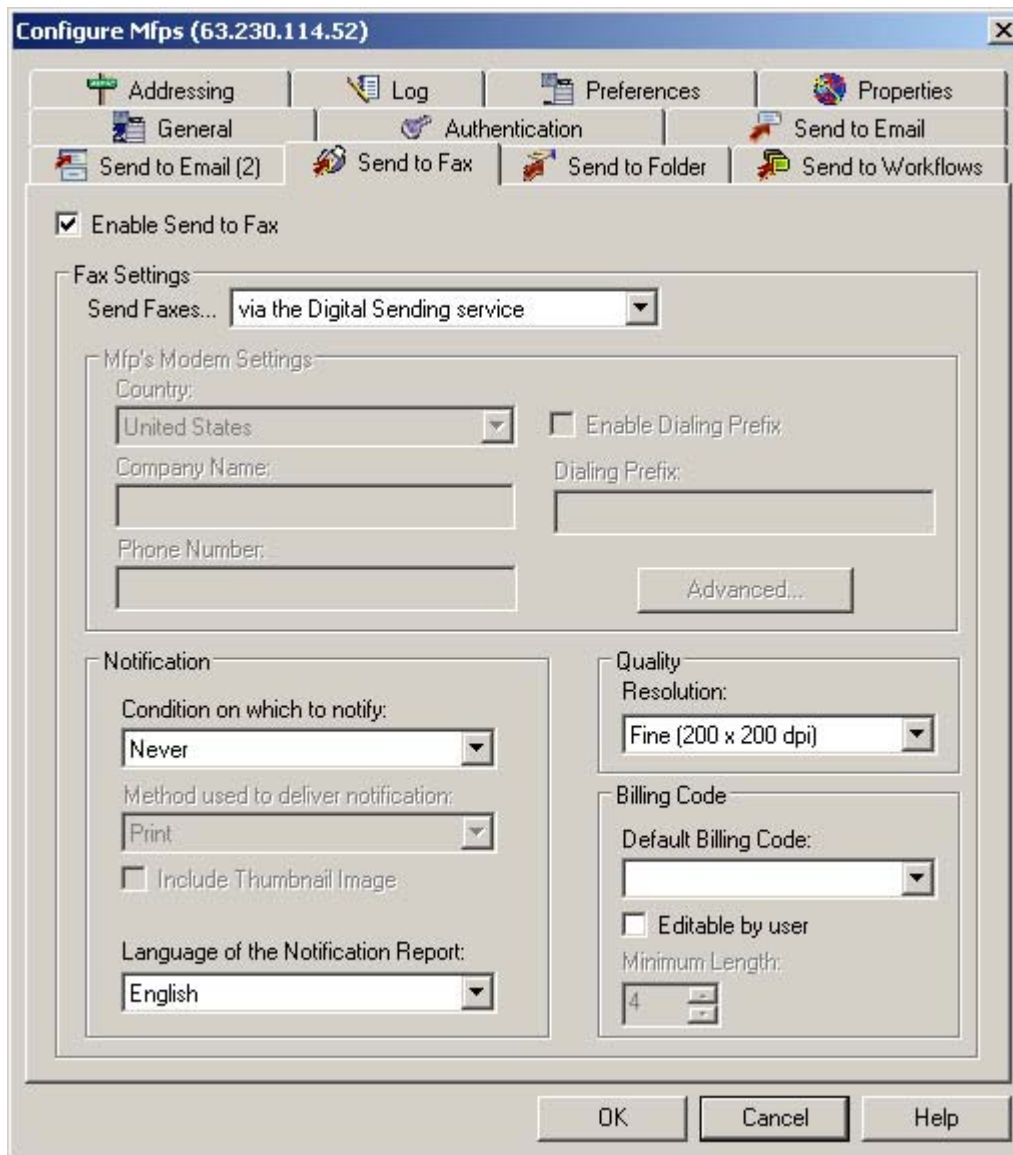 Configure Mfps (63.230.114.52)
Addressing Log Preferences Properties
General Authentication Send to Email
Send to Email (2) Send to Fax Send to Folder Send to Workflows
Enable Send to Fax
Fax Settings
Send Faxes... via the Digital Sending service
Mfp's Modem Settings
Country:
United States Enable Dialing Prefix
Company Name: Dialing Prefix:
Phone Number:
Advanced...
Notification
Condition on which to notify:
Never
Method used to deliver notification:
Print
Include Thumbnail Image
Language of the Notification Report:
English
Quality
Resolution:
Fine (200 x 200 dpi)
Billing Code
Default Billing Code:
Editable by user
Minimum Length:
4
OK Cancel Help